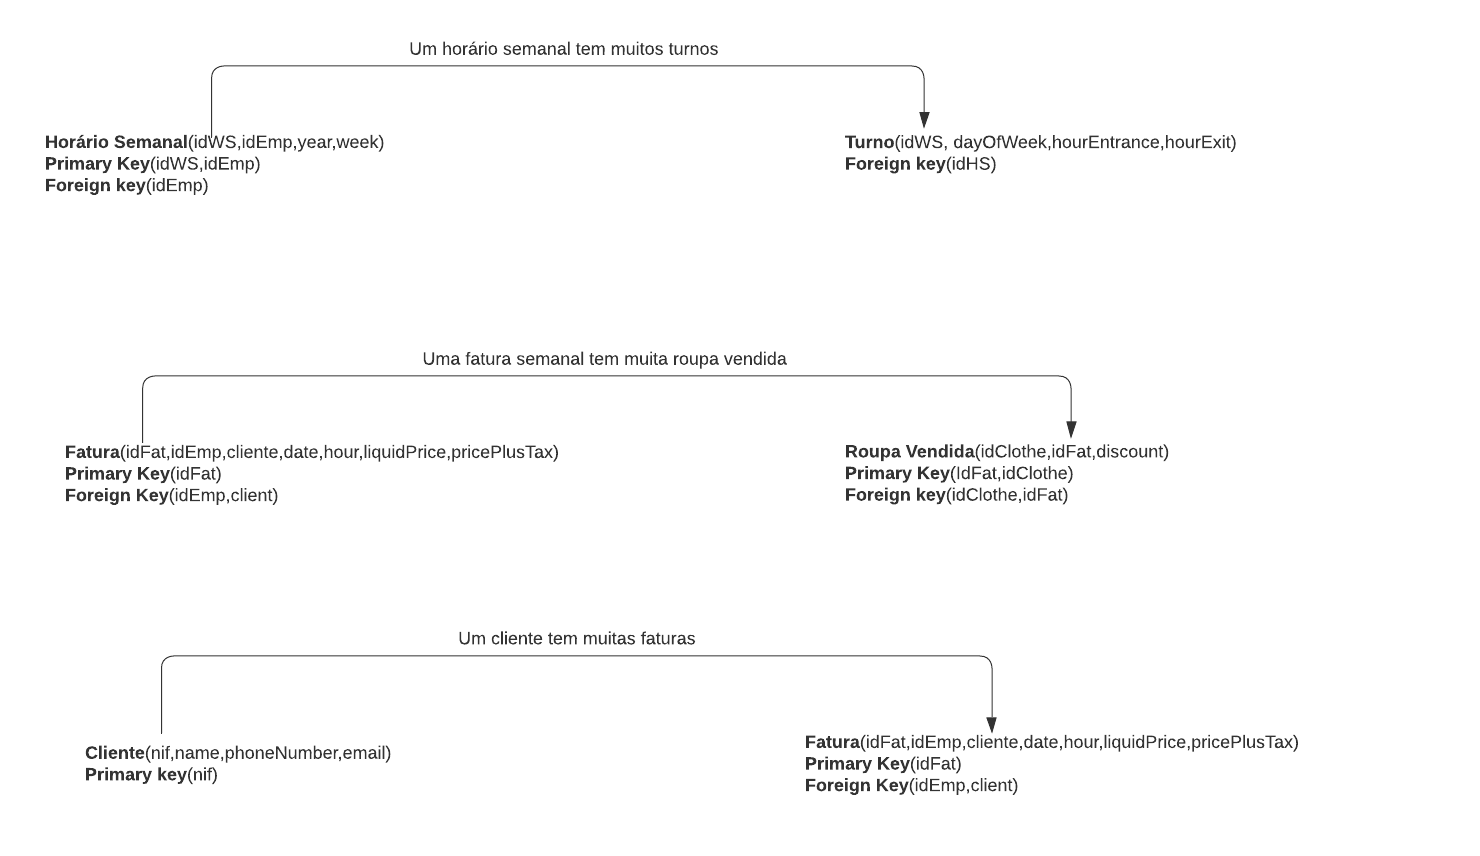 Um horário semanal tem muitos turnos
Horário Semanal(idWS,idEmp,year,week)
Primary Key(idWS,idEmp)
Foreign key(idEmp)
Turno(idWS, dayOfWeek,hourEntrance,hourExit)
Foreign key(idHS)
Uma fatura semanal tem muita roupa vendida
Fatura(idFat,idEmp,cliente,date,hour,liquidPrice,pricePlusTax)
Primary Key(idFat)
Foreign Key(idEmp,client)
Roupa Vendida(idClothe,idFat,discount)
Primary Key(IdFat,idClothe)
Foreign key(idClothe,idFat)
Um cliente tem muitas faturas
Cliente(nif,name,phoneNumber,email)
Primary key(nif)
Fatura(idFat,idEmp,cliente,date,hour,liquidPrice,pricePlusTax)
Primary Key(idFat)
Foreign Key(idEmp,client)